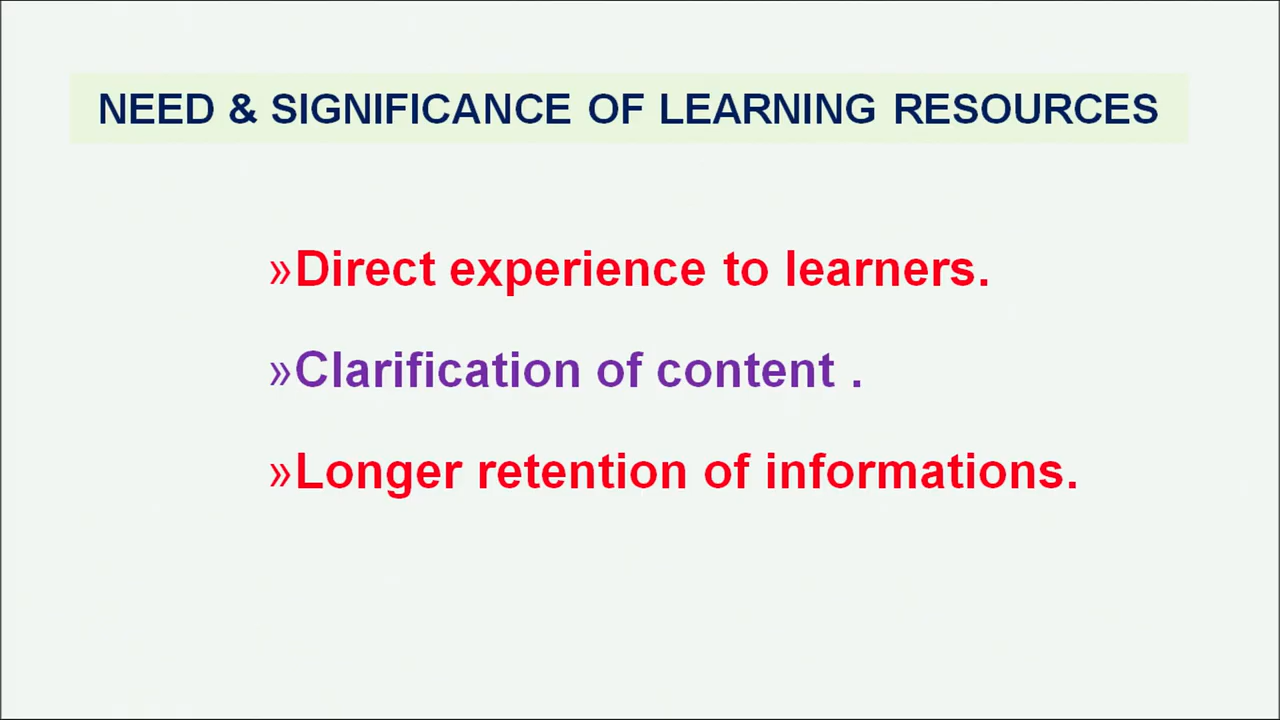 NEED & SIGNIFICANCE OF LEARNING RESOURCES
»Direct experience to learners.
»Clarification of content .
»Longer retention of informations.